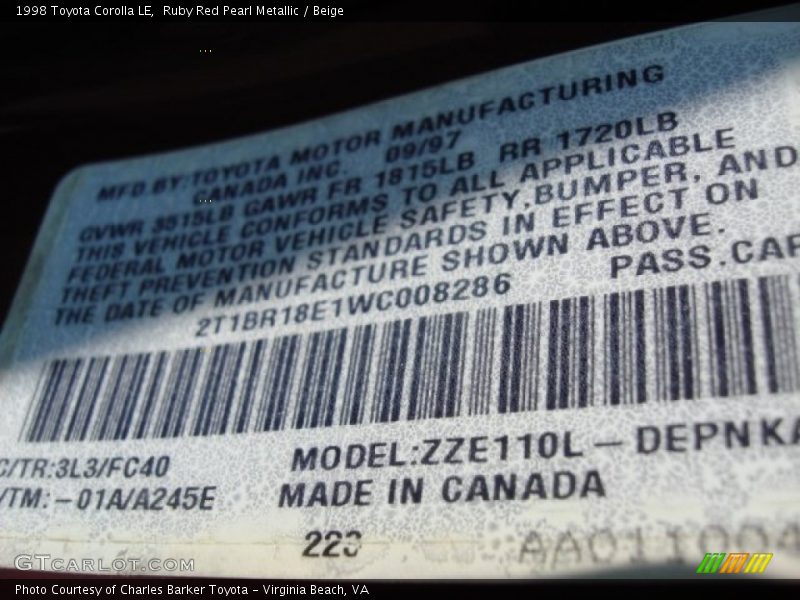 1998 Toyota Corolla LE,  Ruby Red Pearl Metallic / Beige
MFD BY:TOYOTA MOTOR MANUFACTURING
CANADA INC. 09/97
GVWR 3515LB GAWR FR 1815LB RR 1720LB
THIS VEHICLE CONFORMS TO ALL APPLICABLE
FEDERAL MOTOR VEHICLE SAFETY,BUMPER, AND
THEFT PREVENTION STANDARDS IN EFFECT ON
THE DATE OF MANUFACTURE SHOWN ABOVE.
2T1BR18E1WC008286 PASS.CAR
C/TR:3L3/FC40 MODEL:ZZE110L-DEPNKA
/TM:-01A/A245E MADE IN CANADA
223
GTCARLOT.COM
Photo Courtesy of Charles Barker Toyota - Virginia Beach, VA